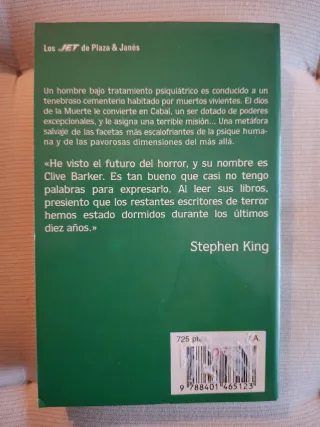 Los JET de Plaza & Janés
Un hombre bajo tratamiento psiquiátrico es conducido a un
tenebroso cementerio habitado por muertos vivientes. El dios
de la Muerte le convierte en Cabal, un ser dotado de poderes
excepcionales, y le asigna una terrible misión... Una metáfora
salvaje de las facetas más escalofriantes de la psique huma-
na y de las pavorosas dimensiones del más allá.
«He visto el futuro del horror, y su nombre es
Clive Barker. Es tan bueno que casi no tengo
palabras para expresarlo. Al leer sus libros,
presiento que los restantes escritores de terror
hemos estado dormidos durante los últimos
diez años.»
Stephen King
725 pta
.A.
9 788401 465123